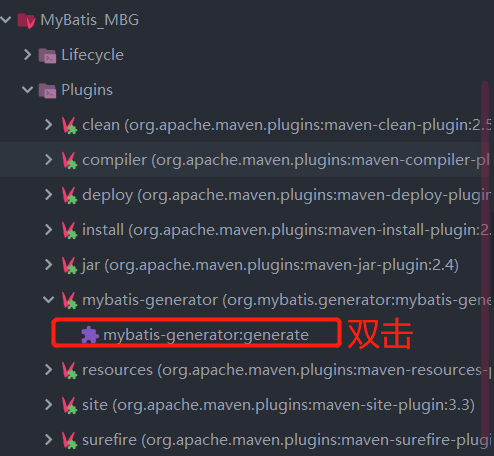 MyBatis_MBG
Lifecycle
Plugins
clean (org.apache.maven.plugins:maven-clean-plugin:2.5
compiler (org.apache.maven.plugins:maven-compiler-pl
deploy (org.apache.maven.plugins:maven-deploy-plugin
install (org.apache.maven.plugins:maven-install-plugin:2.
jar (org.apache.maven.plugins:maven-jar-plugin:2.4)
mybatis-generator (org.mybatis.generator:mybatis-gene
mybatis-generator:generate 双击
resources (org.apache.maven.plugins:maven-resources-p
site (org.apache.maven.plugins:maven-site-plugin:3.3)
surefire (org.apache.maven.plugins:maven-surefire-plugi